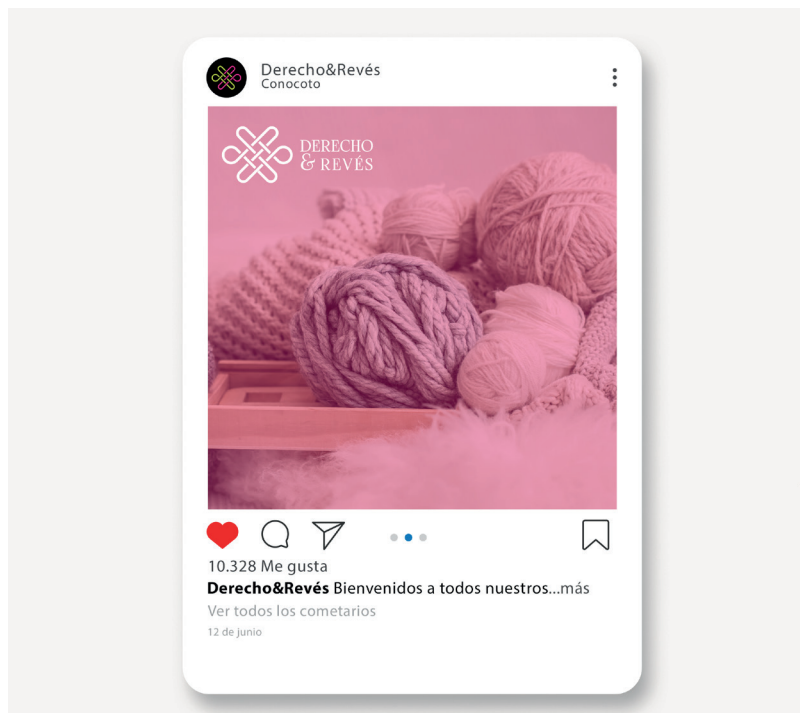 Derecho&Revés
Conocoto
DERECHO
& REVÉS
10.328 Me gusta
Derecho&Revés Bienvenidos a todos nuestros...más
Ver todos los cometarios
12 de junio